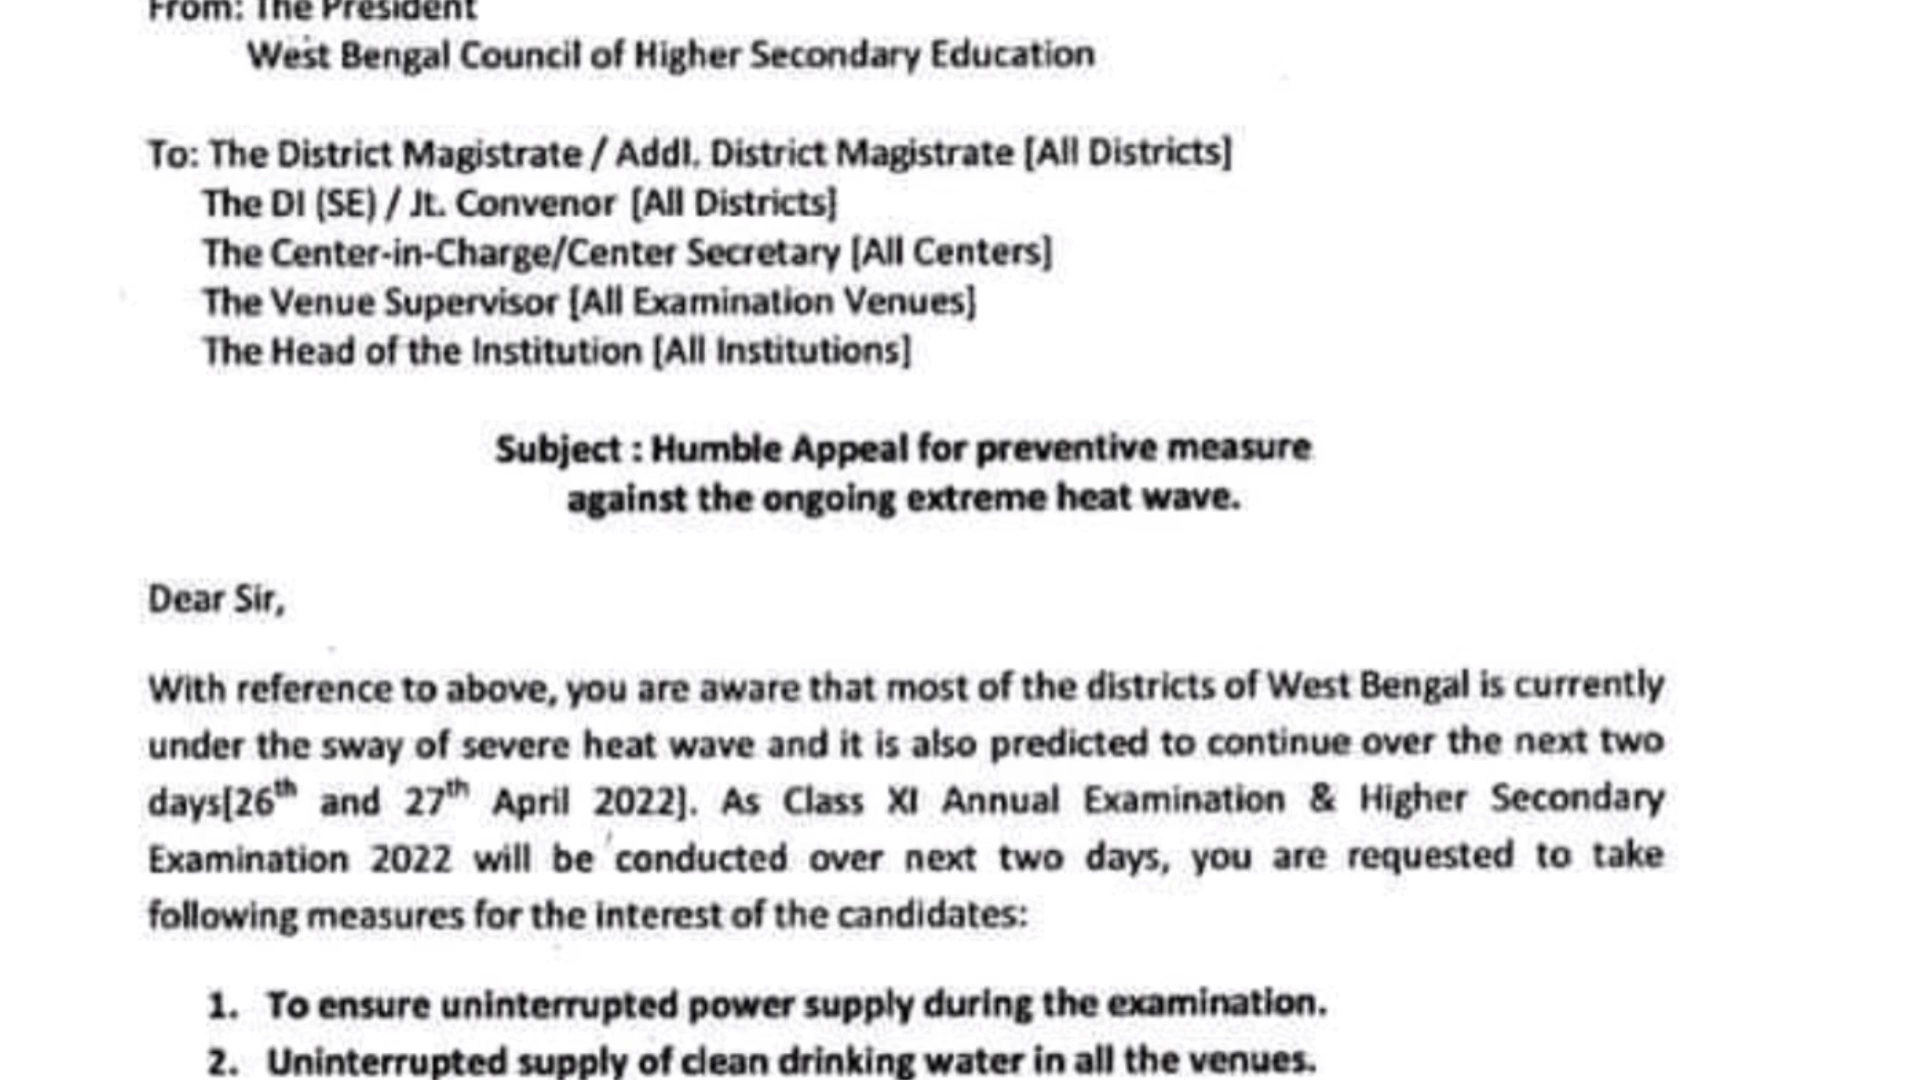 From: The President
West Bengal Council of Higher Secondary Education
To: The District Magistrate / Addl. District Magistrate [All Districts]
The DI (SE) / Jt. Convenor [All Districts]
The Center-in-Charge/Center Secretary [All Centers]
The Venue Supervisor [All Examination Venues]
The Head of the Institution [All Institutions]
Subject : Humble Appeal for preventive measure
against the ongoing extreme heat wave.
Dear Sir,
With reference to above, you are aware that most of the districts of West Bengal is currently
under the sway of severe heat wave and it is also predicted to continue over the next two
days[26th and 27th April 2022]. As Class XI Annual Examination & Higher Secondary
Examination 2022 will be conducted over next two days, you are requested to take
following measures for the interest of the candidates:
1. To ensure uninterrupted power supply during the examination.
2. Uninterrupted supply of clean drinking water in all the venues.